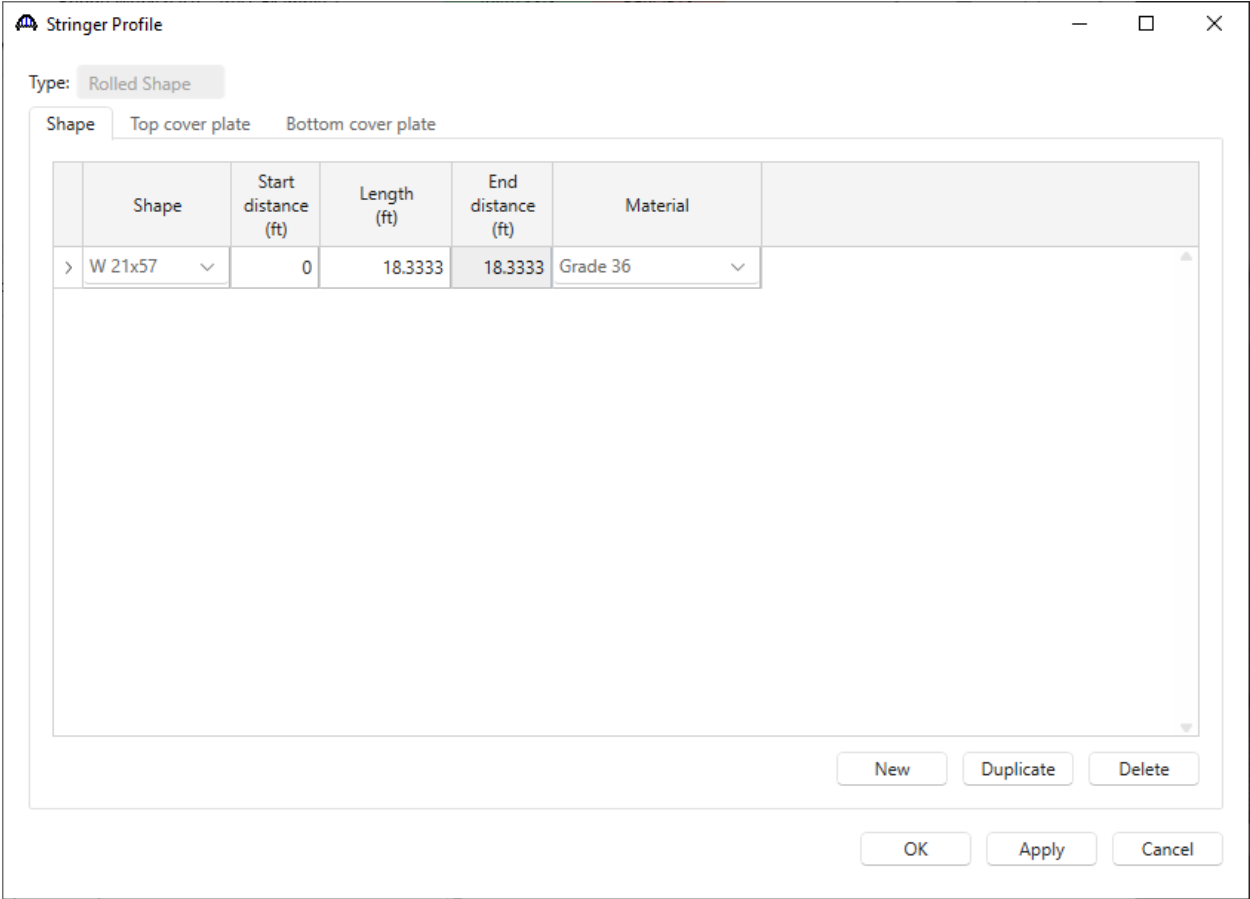 Stringer Profile
Type: Rolled Shape
Shape Top cover plate Bottom cover plate
Shape Start distance (ft) Length (ft) End distance (ft) Material
W 21x57 0 18.3333 18.3333 Grade 36
New Duplicate Delete
OK Apply Cancel